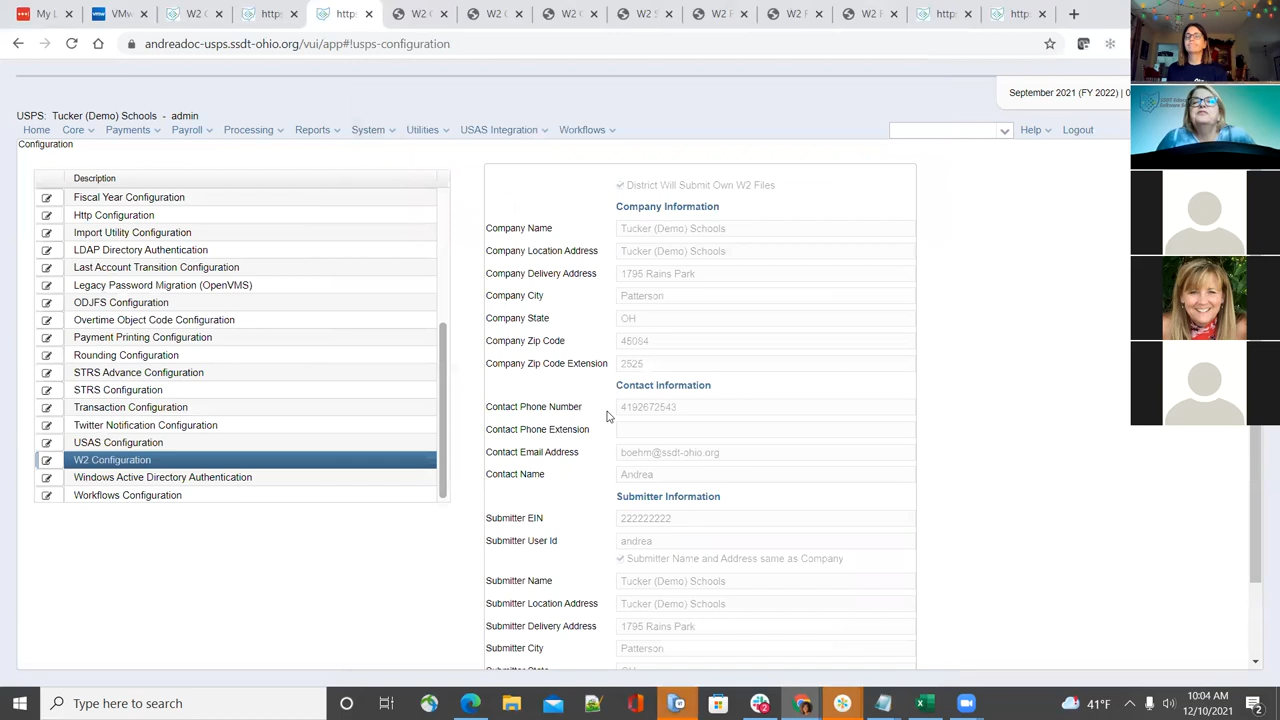 My L
VMw
W2 C
https
https
W2 C
W2 C
W2 I
W2 S
W2 F
W2 F
W2 F
https
https
andreadoc-usps.ssdt-ohio.org/vui/app#!usps-configuration
September 2021 (FY 2022) | 0
USPS: Tucker (Demo) Schools - admin
Home Core Payments Payroll Processing Reports System Utilities USAS Integration Workflows Help Logout
Configuration
Description
Fiscal Year Configuration
Http Configuration
Import Utility Configuration
LDAP Directory Authentication
Last Account Transition Configuration
Legacy Password Migration (OpenVMS)
ODJFS Configuration
Overtime Object Code Configuration
Payment Printing Configuration
Rounding Configuration
STRS Advance Configuration
STRS Configuration
Transaction Configuration
Twitter Notification Configuration
USAS Configuration
W2 Configuration
Windows Active Directory Authentication
Workflows Configuration
District Will Submit Own W2 Files
Company Information
Company Name Tucker (Demo) Schools
Company Location Address Tucker (Demo) Schools
Company Delivery Address 1795 Rains Park
Company City Patterson
Company State OH
Company Zip Code 45084
Company Zip Code Extension 2525
Contact Information
Contact Phone Number 4192672543
Contact Phone Extension
Contact Email Address boehm@ssdt-ohio.org
Contact Name Andrea
Submitter Information
Submitter EIN 222222222
Submitter User Id andrea
Submitter Name and Address same as Company
Submitter Name Tucker (Demo) Schools
Submitter Location Address Tucker (Demo) Schools
Submitter Delivery Address 1795 Rains Park
Submitter City Patterson
Submitter State OH
Type here to search
41°F
10:04 AM
12/10/2021